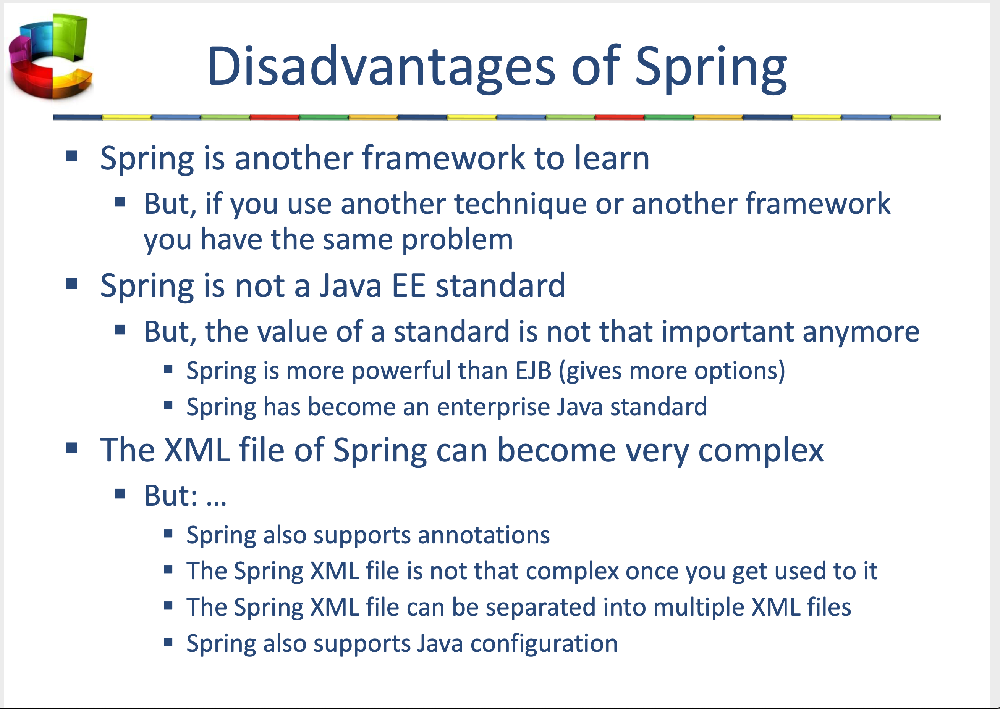 Disadvantages of Spring
Spring is another framework to learn
But, if you use another technique or another framework
you have the same problem
Spring is not a Java EE standard
But, the value of a standard is not that important anymore
Spring is more powerful than EJB (gives more options)
Spring has become an enterprise Java standard
The XML file of Spring can become very complex
But: …
Spring also supports annotations
The Spring XML file is not that complex once you get used to it
The Spring XML file can be separated into multiple XML files
Spring also supports Java configuration